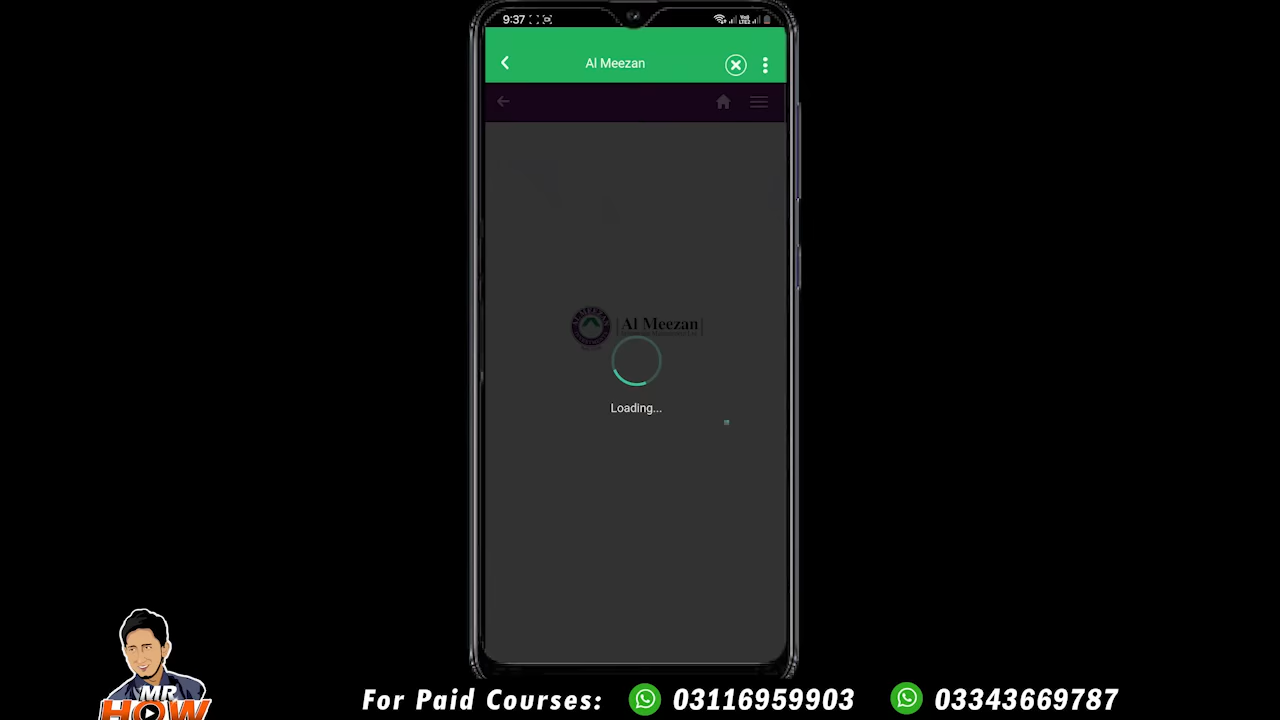 9:37
Al Meezan
Al Meezan
Loading...
MR
HOW
For Paid Courses: 03116959903 03343669787